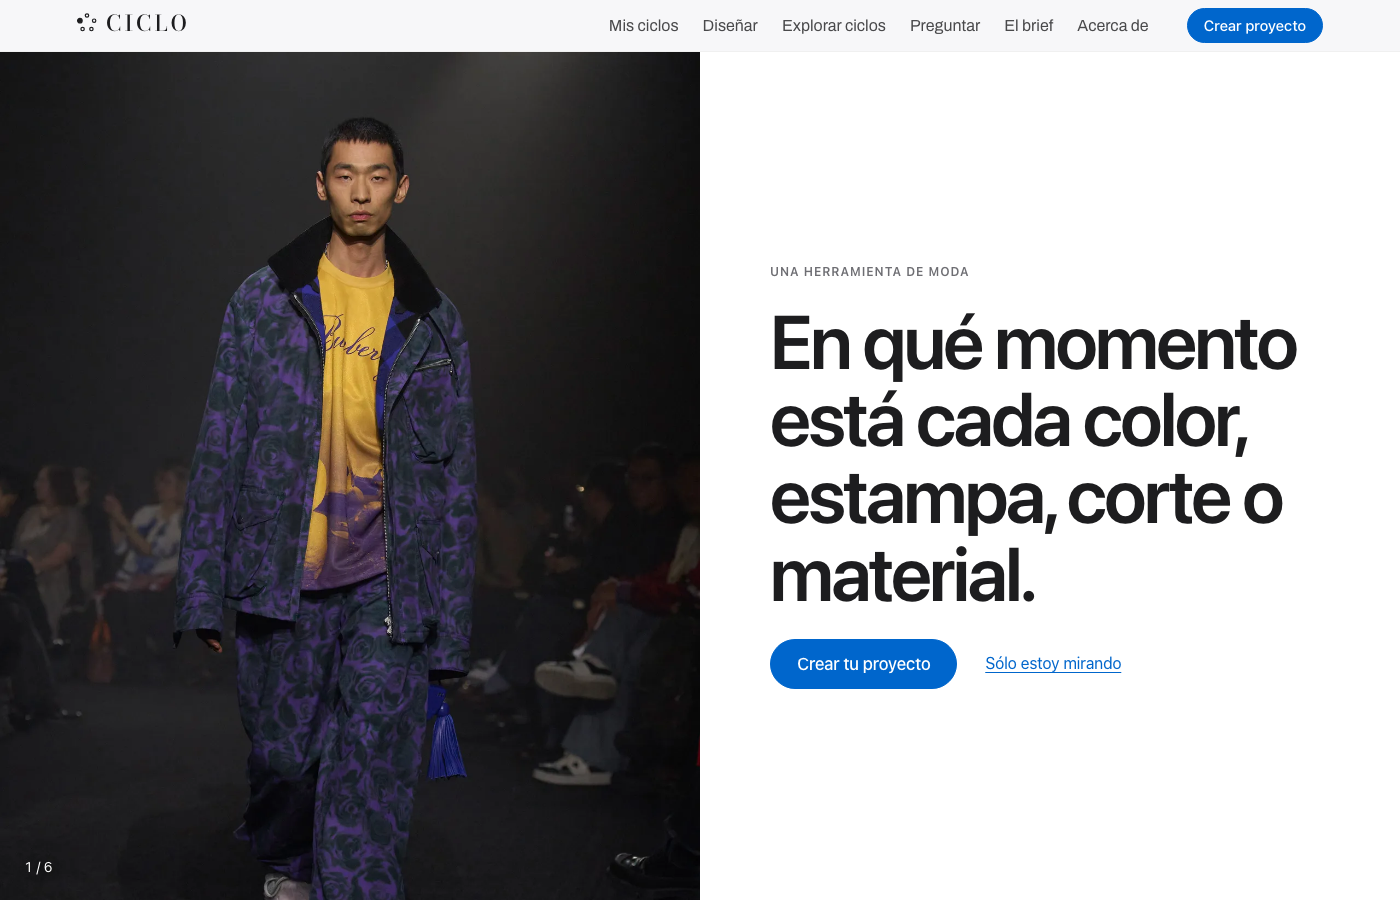 CICLO
Mis ciclos
Diseñar
Explorar ciclos
Preguntar
El brief
Acerca de
Crear proyecto
UNA HERRAMIENTA DE MODA
En qué momento
está cada color,
estampa, corte o
material.
Crear tu proyecto
Sólo estoy mirando
1 / 6